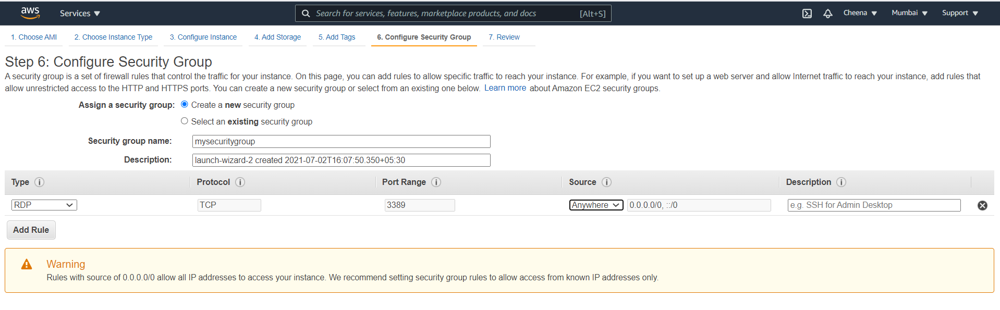 aws Services Search for services, features, marketplace products, and docs [Alt+S] Cheena Mumbai Support
1. Choose AMI 2. Choose Instance Type 3. Configure Instance 4. Add Storage 5. Add Tags 6. Configure Security Group 7. Review
Step 6: Configure Security Group
A security group is a set of firewall rules that control the traffic for your instance. On this page, you can add rules to allow specific traffic to reach your instance. For example, if you want to set up a web server and allow Internet traffic to reach your instance, add rules that
allow unrestricted access to the HTTP and HTTPS ports. You can create a new security group or select from an existing one below. Learn more about Amazon EC2 security groups.
Assign a security group: Create a new security group
Select an existing security group
Security group name: mysecuritygroup
Description: launch-wizard-2 created 2021-07-02T16:07:50.350+05:30
Type i Protocol i Port Range i Source i Description i
RDP TCP 3389 Anywhere 0.0.0.0/0, ::/0 e.g. SSH for Admin Desktop
Add Rule
Warning
Rules with source of 0.0.0.0/0 allow all IP addresses to access your instance. We recommend setting security group rules to allow access from known IP addresses only.